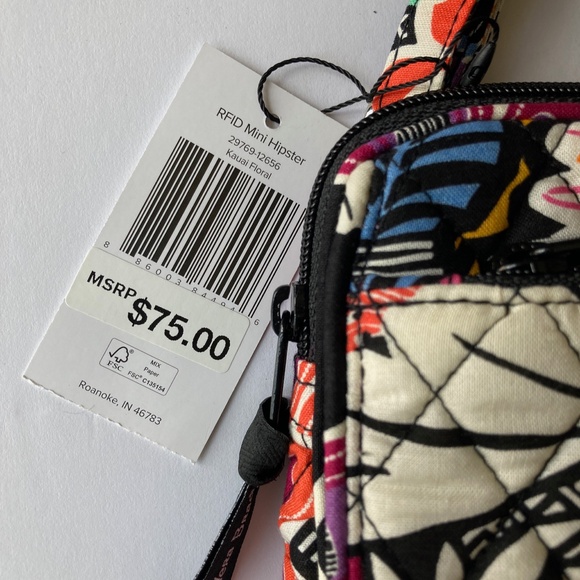 RFID Mini Hipster
29769-12656
Kauai Floral
MSRP
$75.00
FSC
MIX
Paper
FSC® C135154
Roanoke, IN 46783